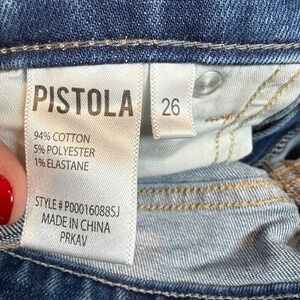 PISTOLA
26
94% COTTON
5% POLYESTER
1% ELASTANE
STYLE # P00016088SJ
MADE IN CHINA
PRKAV